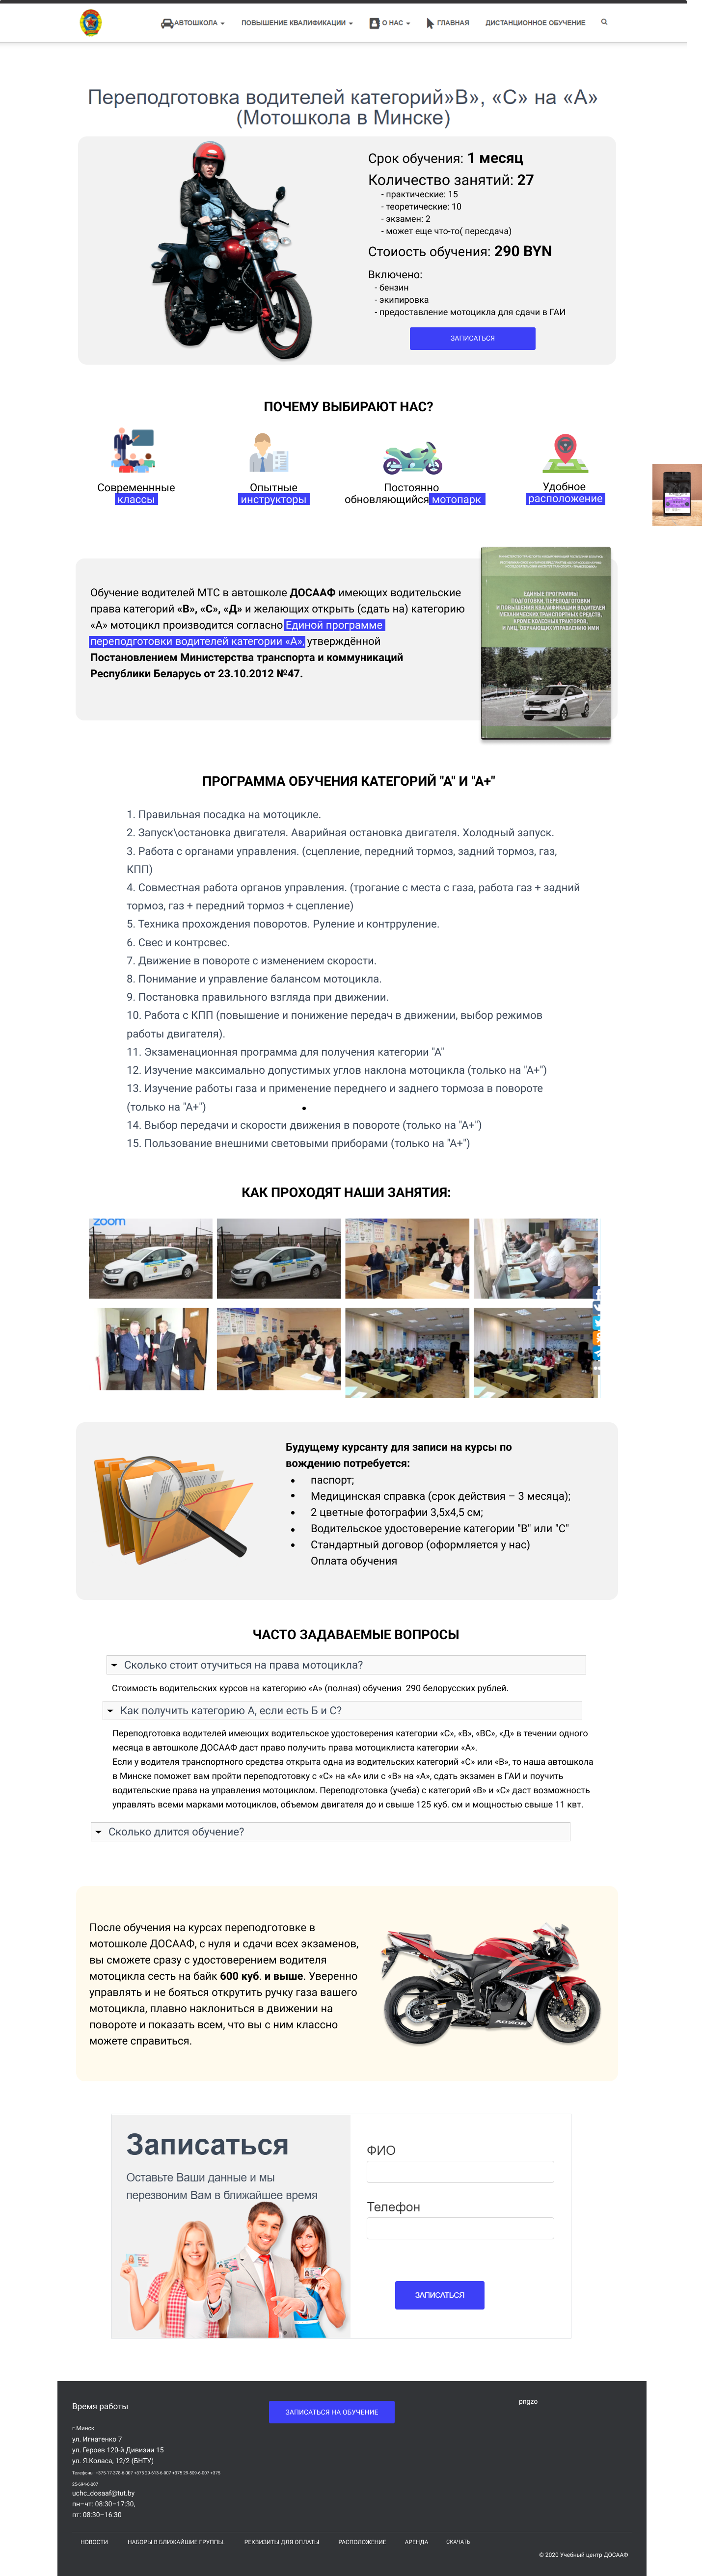 АВТОШКОЛА ПОВЫШЕНИЕ КВАЛИФИКАЦИИ О НАС ГЛАВНАЯ ДИСТАНЦИОННОЕ ОБУЧЕНИЕ
Переподготовка водителей категорий»В», «С» на «А»
(Мотошкола в Минске)
Срок обучения: 1 месяц
Количество занятий: 27
- практические: 15
- теоретические: 10
- экзамен: 2
- может еще что-то( пересдача)
Стоиость обучения: 290 BYN
Включено:
- бензин
- экипировка
- предоставление мотоцикла для сдачи в ГАИ
ЗАПИСАТЬСЯ
ПОЧЕМУ ВЫБИРАЮТ НАС?
Современнные
классы
Опытные
инструкторы
Постоянно
обновляющийся мотопарк
Удобное
расположение
Обучение водителей МТС в автошколе ДОСААФ имеющих водительские
права категорий «В», «С», «Д» и желающих открыть (сдать на) категорию
«А» мотоцикл производится согласно Единой программе
переподготовки водителей категории «А», утверждённой
Постановлением Министерства транспорта и коммуникаций
Республики Беларусь от 23.10.2012 №47.
ЕДИНЫЕ ПРОГРАММЫ
ПОДГОТОВКИ, ПЕРЕПОДГОТОВКИ
И ПОВЫШЕНИЯ КВАЛИФИКАЦИИ ВОДИТЕЛЕЙ
МЕХАНИЧЕСКИХ ТРАНСПОРТНЫХ СРЕДСТВ,
КРОМЕ КОЛЕСНЫХ ТРАКТОРОВ,
И ЛИЦ, ОБУЧАЮЩИХ УПРАВЛЕНИЮ ИМИ
ПРОГРАММА ОБУЧЕНИЯ КАТЕГОРИЙ "А" И "А+"
1. Правильная посадка на мотоцикле.
2. Запуск\остановка двигателя. Аварийная остановка двигателя. Холодный запуск.
3. Работа с органами управления. (сцепление, передний тормоз, задний тормоз, газ,
КПП)
4. Совместная работа органов управления. (трогание с места с газа, работа газ + задний
тормоз, газ + передний тормоз + сцепление)
5. Техника прохождения поворотов. Руление и контрруление.
6. Свес и контрсвес.
7. Движение в повороте с изменением скорости.
8. Понимание и управление балансом мотоцикла.
9. Постановка правильного взгляда при движении.
10. Работа с КПП (повышение и понижение передач в движении, выбор режимов
работы двигателя).
11. Экзаменационная программа для получения категории "А"
12. Изучение максимально допустимых углов наклона мотоцикла (только на "А+")
13. Изучение работы газа и применение переднего и заднего тормоза в повороте
(только на "А+")
14. Выбор передачи и скорости движения в повороте (только на "А+")
15. Пользование внешними световыми приборами (только на "А+")
КАК ПРОХОДЯТ НАШИ ЗАНЯТИЯ:
zoom
Будущему курсанту для записи на курсы по
вождению потребуется:
• паспорт;
• Медицинская справка (срок действия – 3 месяца);
• 2 цветные фотографии 3,5х4,5 см;
• Водительское удостоверение категории "В" или "С"
• Стандартный договор (оформляется у нас)
Оплата обучения
ЧАСТО ЗАДАВАЕМЫЕ ВОПРОСЫ
Сколько стоит отучиться на права мотоцикла?
Стоимость водительских курсов на категорию «А» (полная) обучения 290 белорусских рублей.
Как получить категорию А, если есть Б и С?
Переподготовка водителей имеющих водительское удостоверения категории «С», «В», «ВС», «Д» в течении одного
месяца в автошколе ДОСААФ даст право получить права мотоциклиста категории «А».
Если у водителя транспортного средства открыта одна из водительских категорий «С» или «В», то наша автошкола
в Минске поможет вам пройти переподготовку с «С» на «А» или с «В» на «А», сдать экзамен в ГАИ и поучить
водительские права на управления мотоциклом. Переподготовка (учеба) с категорий «В» и «С» даст возможность
управлять всеми марками мотоциклов, объемом двигателя до и свыше 125 куб. см и мощностью свыше 11 квт.
Сколько длится обучение?
После обучения на курсах переподготовке в
мотошколе ДОСААФ, с нуля и сдачи всех экзаменов,
вы сможете сразу с удостоверением водителя
мотоцикла сесть на байк 600 куб. и выше. Уверенно
управлять и не бояться открутить ручку газа вашего
мотоцикла, плавно наклониться в движении на
повороте и показать всем, что вы с ним классно
можете справиться.
Записаться
Оставьте Ваши данные и мы
перезвоним Вам в ближайшее время
ФИО
Телефон
ЗАПИСАТЬСЯ
Время работы
ЗАПИСАТЬСЯ НА ОБУЧЕНИЕ
pngzo
г.Минск
ул. Игнатенко 7
ул. Героев 120-й Дивизии 15
ул. Я.Коласа, 12/2 (БНТУ)
Телефоны: +375-17-378-6-007 +375 29-613-6-007 +375 29-509-6-007 +375
25-694-6-007
uchc_dosaaf@tut.by
пн–чт: 08:30–17:30,
пт: 08:30–16:30
НОВОСТИ НАБОРЫ В БЛИЖАЙШИЕ ГРУППЫ. РЕКВИЗИТЫ ДЛЯ ОПЛАТЫ РАСПОЛОЖЕНИЕ АРЕНДА СКАЧАТЬ
© 2020 Учебный центр ДОСААФ